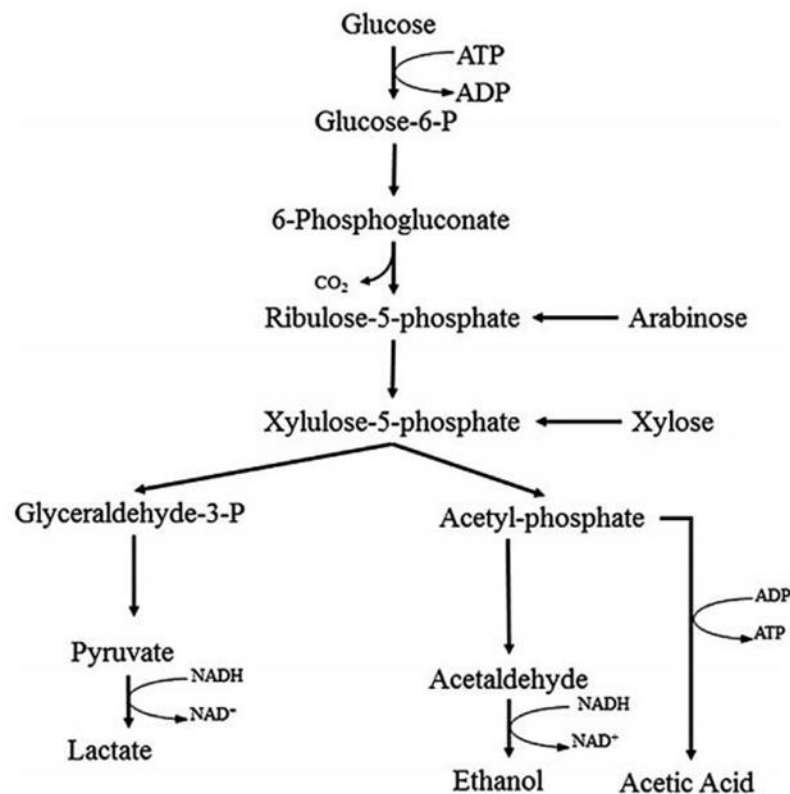 Glucose
ATP
ADP
Glucose-6-P
6-Phosphogluconate
CO₂
Ribulose-5-phosphate
Arabinose
Xylulose-5-phosphate
Xylose
Glyceraldehyde-3-P
Acetyl-phosphate
ADP
ATP
Pyruvate
NADH
NAD⁺
Lactate
Acetaldehyde
NADH
NAD⁺
Ethanol
Acetic Acid